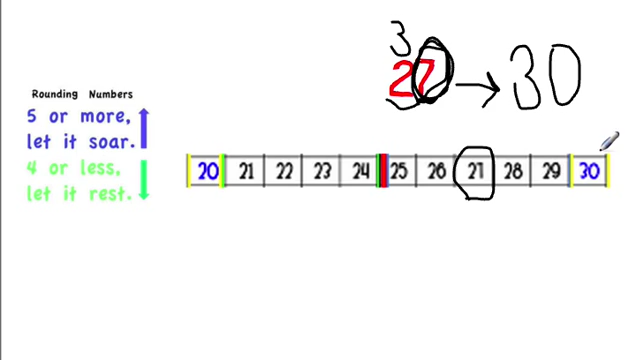 3
27 → 30
Rounding Numbers
5 or more,
let it soar.
4 or less,
let it rest.
20 21 22 23 24 25 26 27 28 29 30